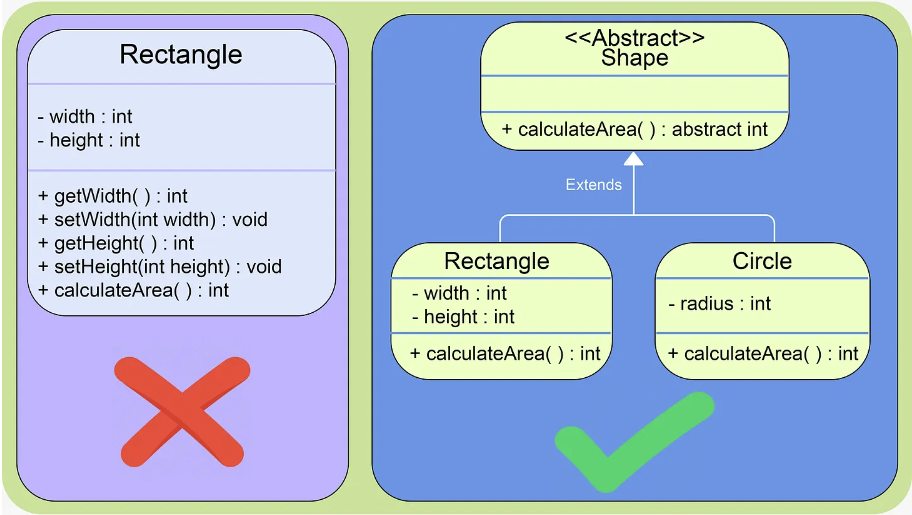 Rectangle
- width : int
- height : int
+ getWidth( ) : int
+ setWidth(int width) : void
+ getHeight( ) : int
+ setHeight(int height) : void
+ calculateArea( ) : int
<<Abstract>>
Shape
+ calculateArea( ) : abstract int
Extends
Rectangle
- width : int
- height : int
+ calculateArea( ) : int
Circle
- radius : int
+ calculateArea( ) : int